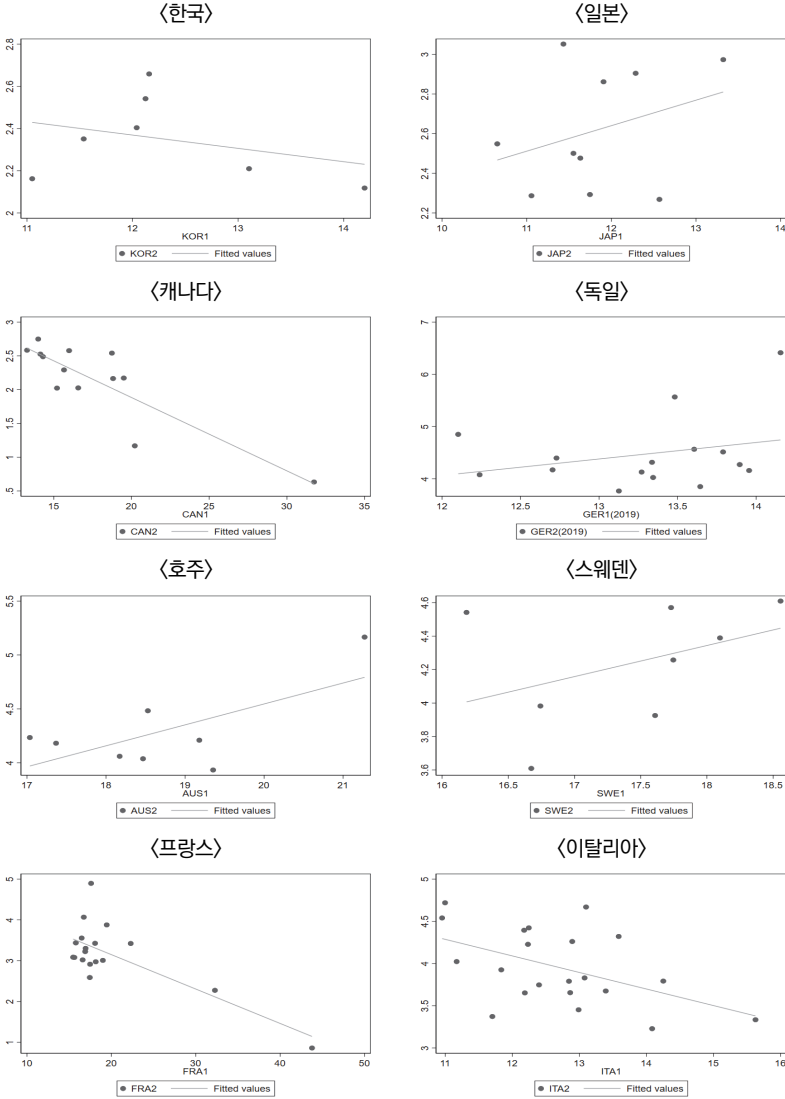 〈한국〉
2.8
2.6
2.4
2.2
2
11
12
13
14
KOR1
KOR2
Fitted values
〈일본〉
3
2.8
2.6
2.4
2.2
10
11
12
13
14
JAP1
JAP2
Fitted values
〈캐나다〉
3
2.5
2
1.5
1
.5
15
20
25
30
35
CAN1
CAN2
Fitted values
〈독일〉
7
6
5
4
12
12.5
13
13.5
14
GER1(2019)
GER2(2019)
Fitted values
〈호주〉
5.5
5
4.5
4
17
18
19
20
21
AUS1
AUS2
Fitted values
〈스웨덴〉
4.6
4.4
4.2
4
3.8
3.6
16
16.5
17
17.5
18
18.5
SWE1
SWE2
Fitted values
〈프랑스〉
5
4
3
2
1
10
20
30
40
50
FRA1
FRA2
Fitted values
〈이탈리아〉
5
4.5
4
3.5
3
11
12
13
14
15
16
ITA1
ITA2
Fitted values